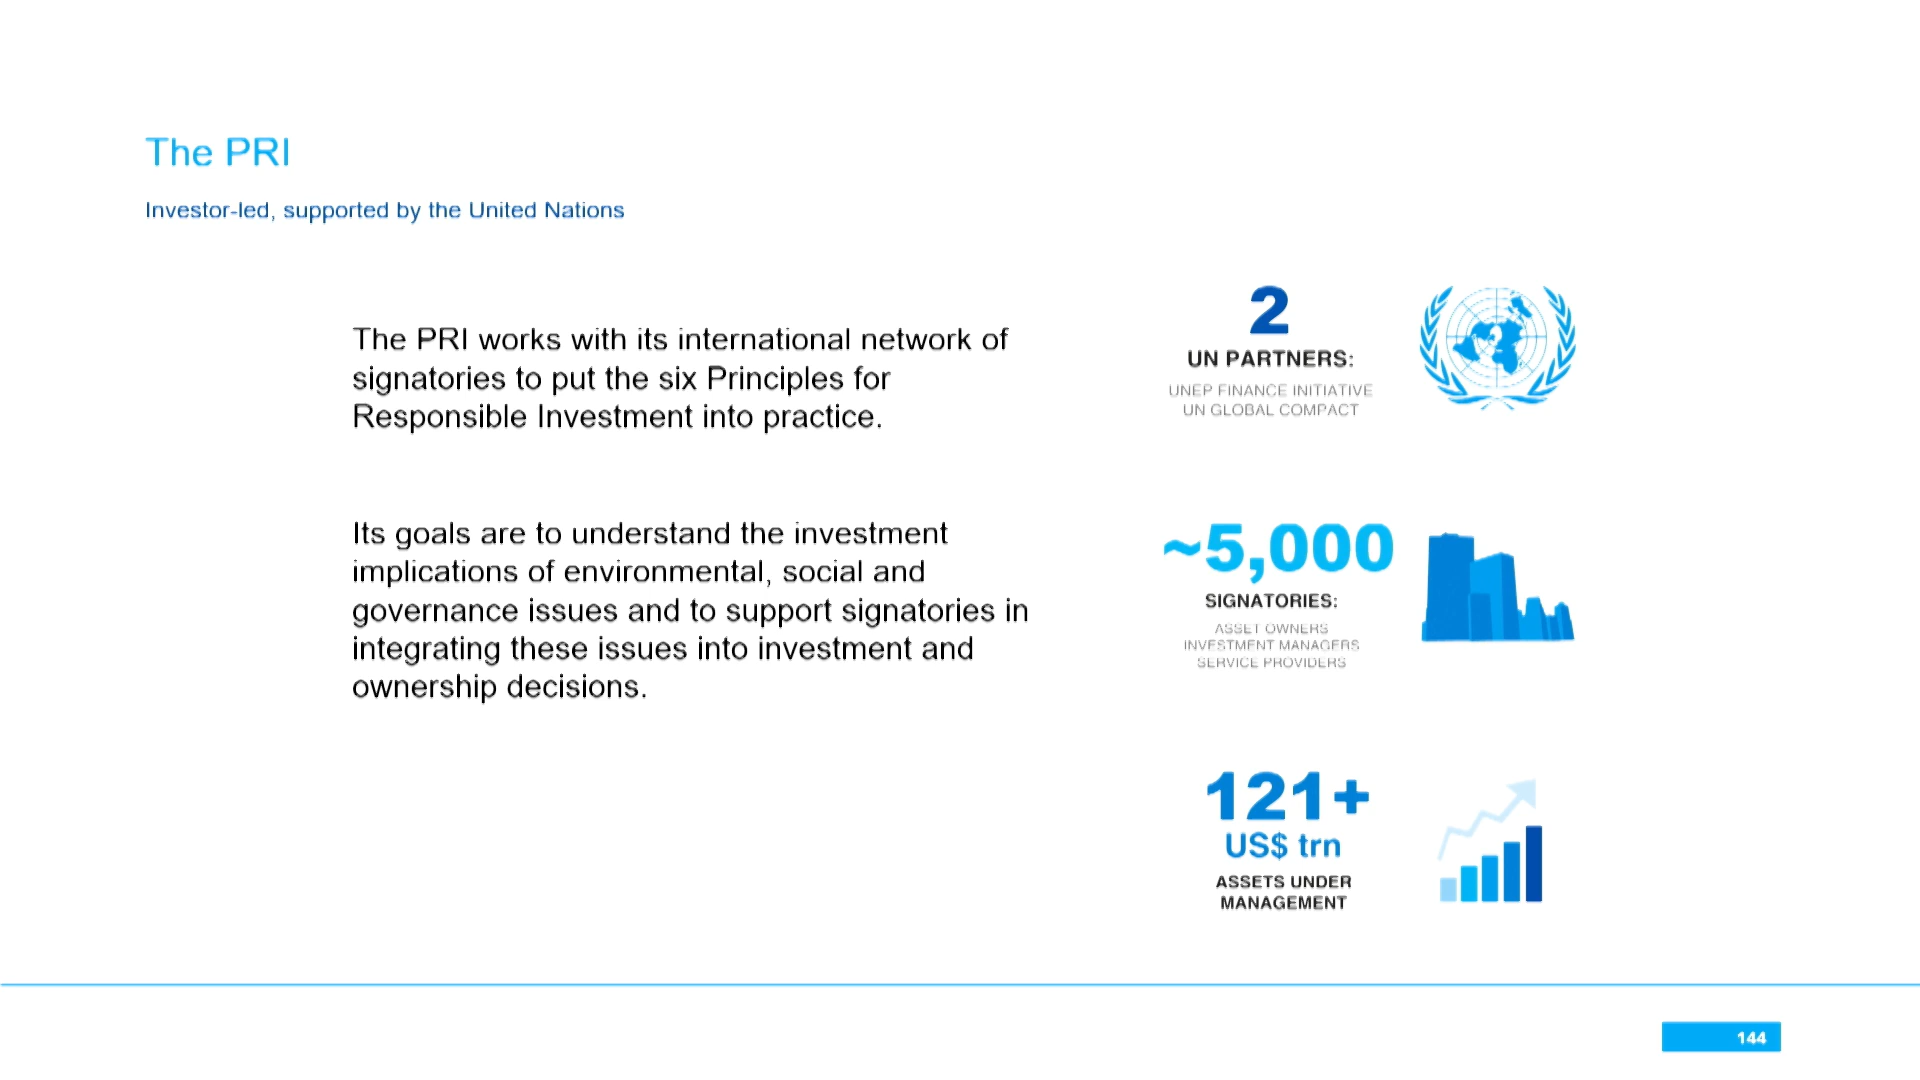 The PRI
Investor-led, supported by the United Nations
The PRI works with its international network of
signatories to put the six Principles for
Responsible Investment into practice.
Its goals are to understand the investment
implications of environmental, social and
governance issues and to support signatories in
integrating these issues into investment and
ownership decisions.
2
UN PARTNERS:
UNEP FINANCE INITIATIVE
UN GLOBAL COMPACT
~5,000
SIGNATORIES:
ASSET OWNERS
INVESTMENT MANAGERS
SERVICE PROVIDERS
121+
US$ trn
ASSETS UNDER
MANAGEMENT
144